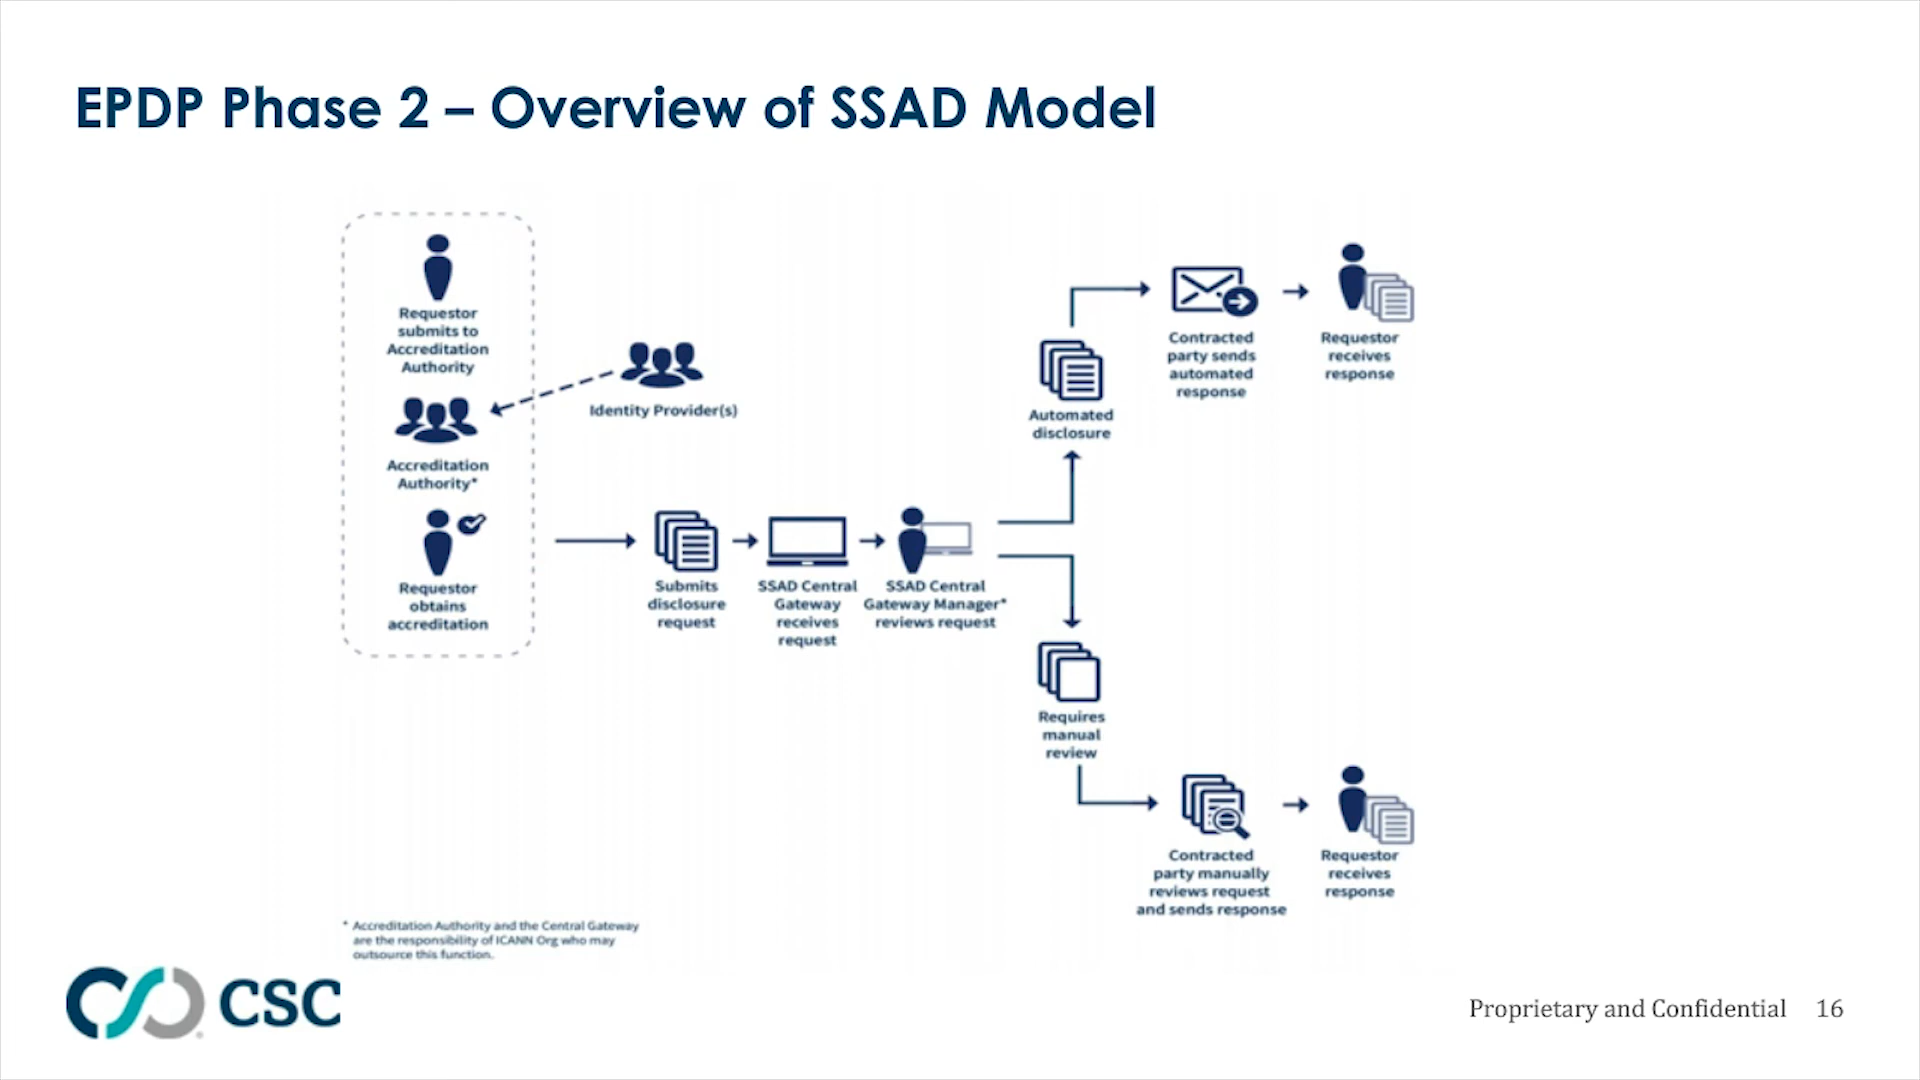 EPDP Phase 2 – Overview of SSAD Model
Requestor
submits to
Accreditation
Authority
Identity Provider(s)
Accreditation
Authority*
Requestor
obtains
accreditation
Submits
disclosure
request
SSAD Central
Gateway
receives
request
SSAD Central
Gateway Manager*
reviews request
Automated
disclosure
Contracted
party sends
automated
response
Requestor
receives
response
Requires
manual
review
Contracted
party manually
reviews request
and sends response
Requestor
receives
response
* Accreditation Authority and the Central Gateway
are the responsibility of ICANN Org who may
outsource this function.
CSC
Proprietary and Confidential 16